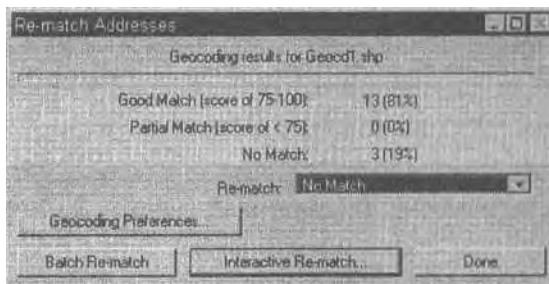 Re-match Addresses
Geocoding results for Geocd1.shp
Good Match (score of 75-100): 13 (81%)
Partial Match (score of < 75): 0 (0%)
No Match: 3 (19%)
Re-match: No Match
Geocoding Preferences...
Batch Re-match Interactive Re-match... Done